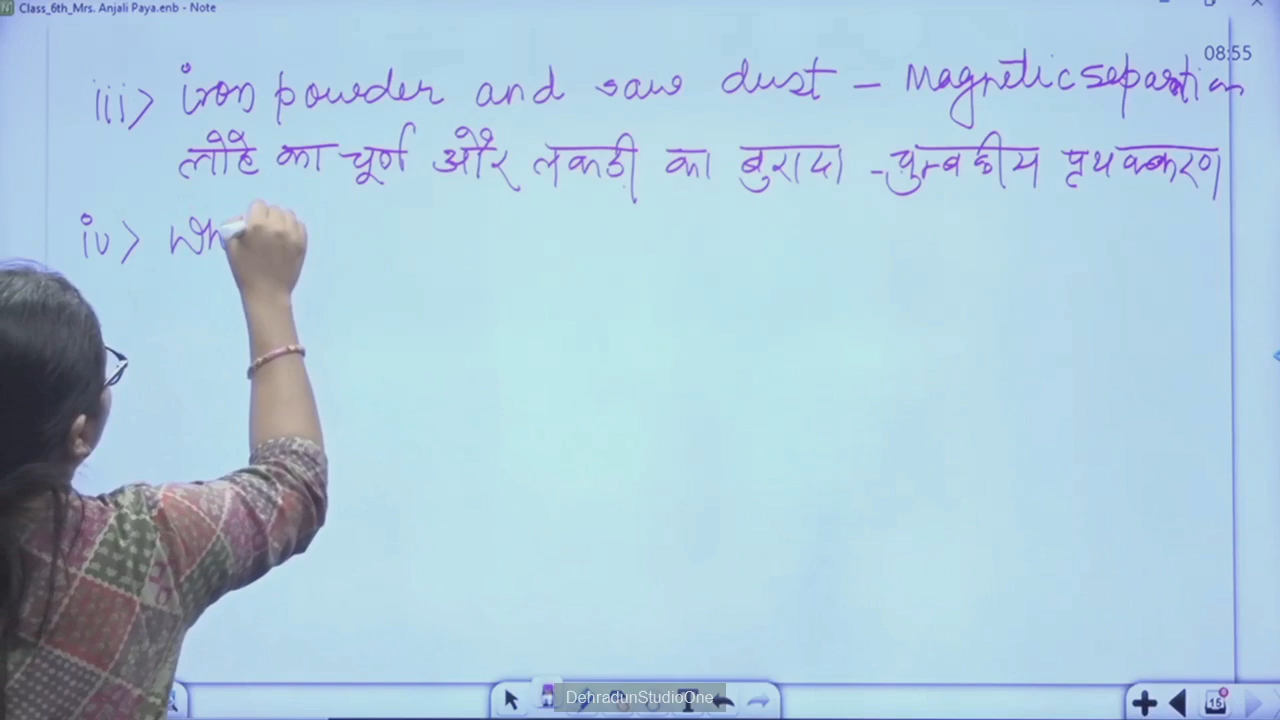 Class_6th_Mrs. Anjali Paya.enb - Note
08:55
iii> iron powder and saw dust - Magnetic separation
लोहे का चूर्ण और लकडी का बुरादा - चुम्बकीय पृथक्करण
iv> Wh
T
15
DehradunStudioOne